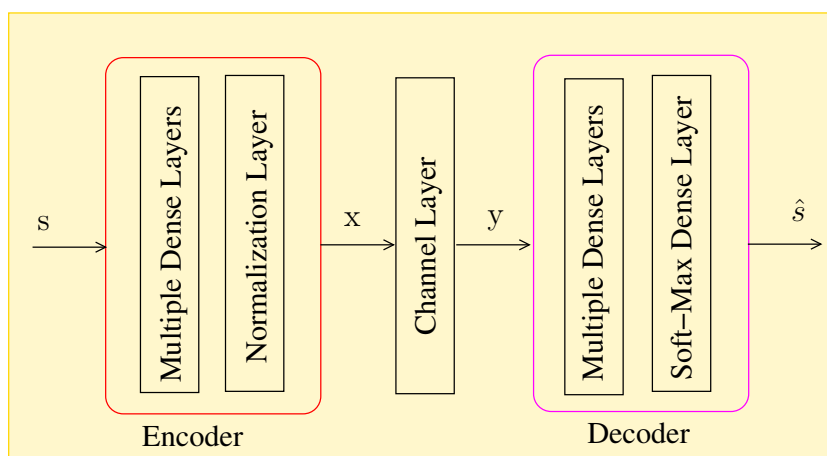 s
Multiple Dense Layers
Normalization Layer
x
Channel Layer
y
Multiple Dense Layers
Soft−Max Dense Layer
ŝ
Encoder
Decoder